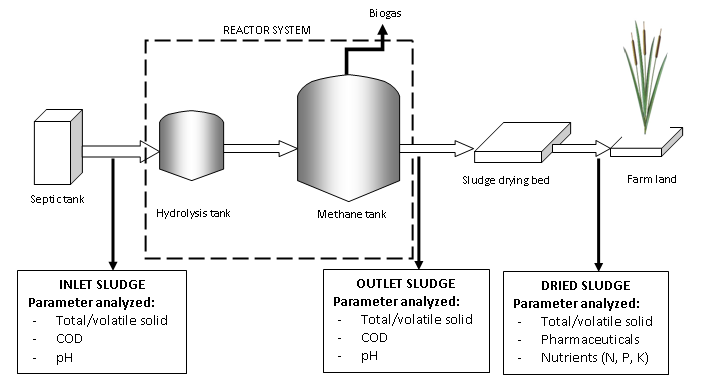 Biogas
REACTOR SYSTEM
Septic tank
Hydrolysis tank
Methane tank
Sludge drying bed
Farm land
INLET SLUDGE
Parameter analyzed:
- Total/volatile solid
- COD
- pH
OUTLET SLUDGE
Parameter analyzed:
- Total/volatile solid
- COD
- pH
DRIED SLUDGE
Parameter analyzed:
- Total/volatile solid
- Pharmaceuticals
- Nutrients (N, P, K)